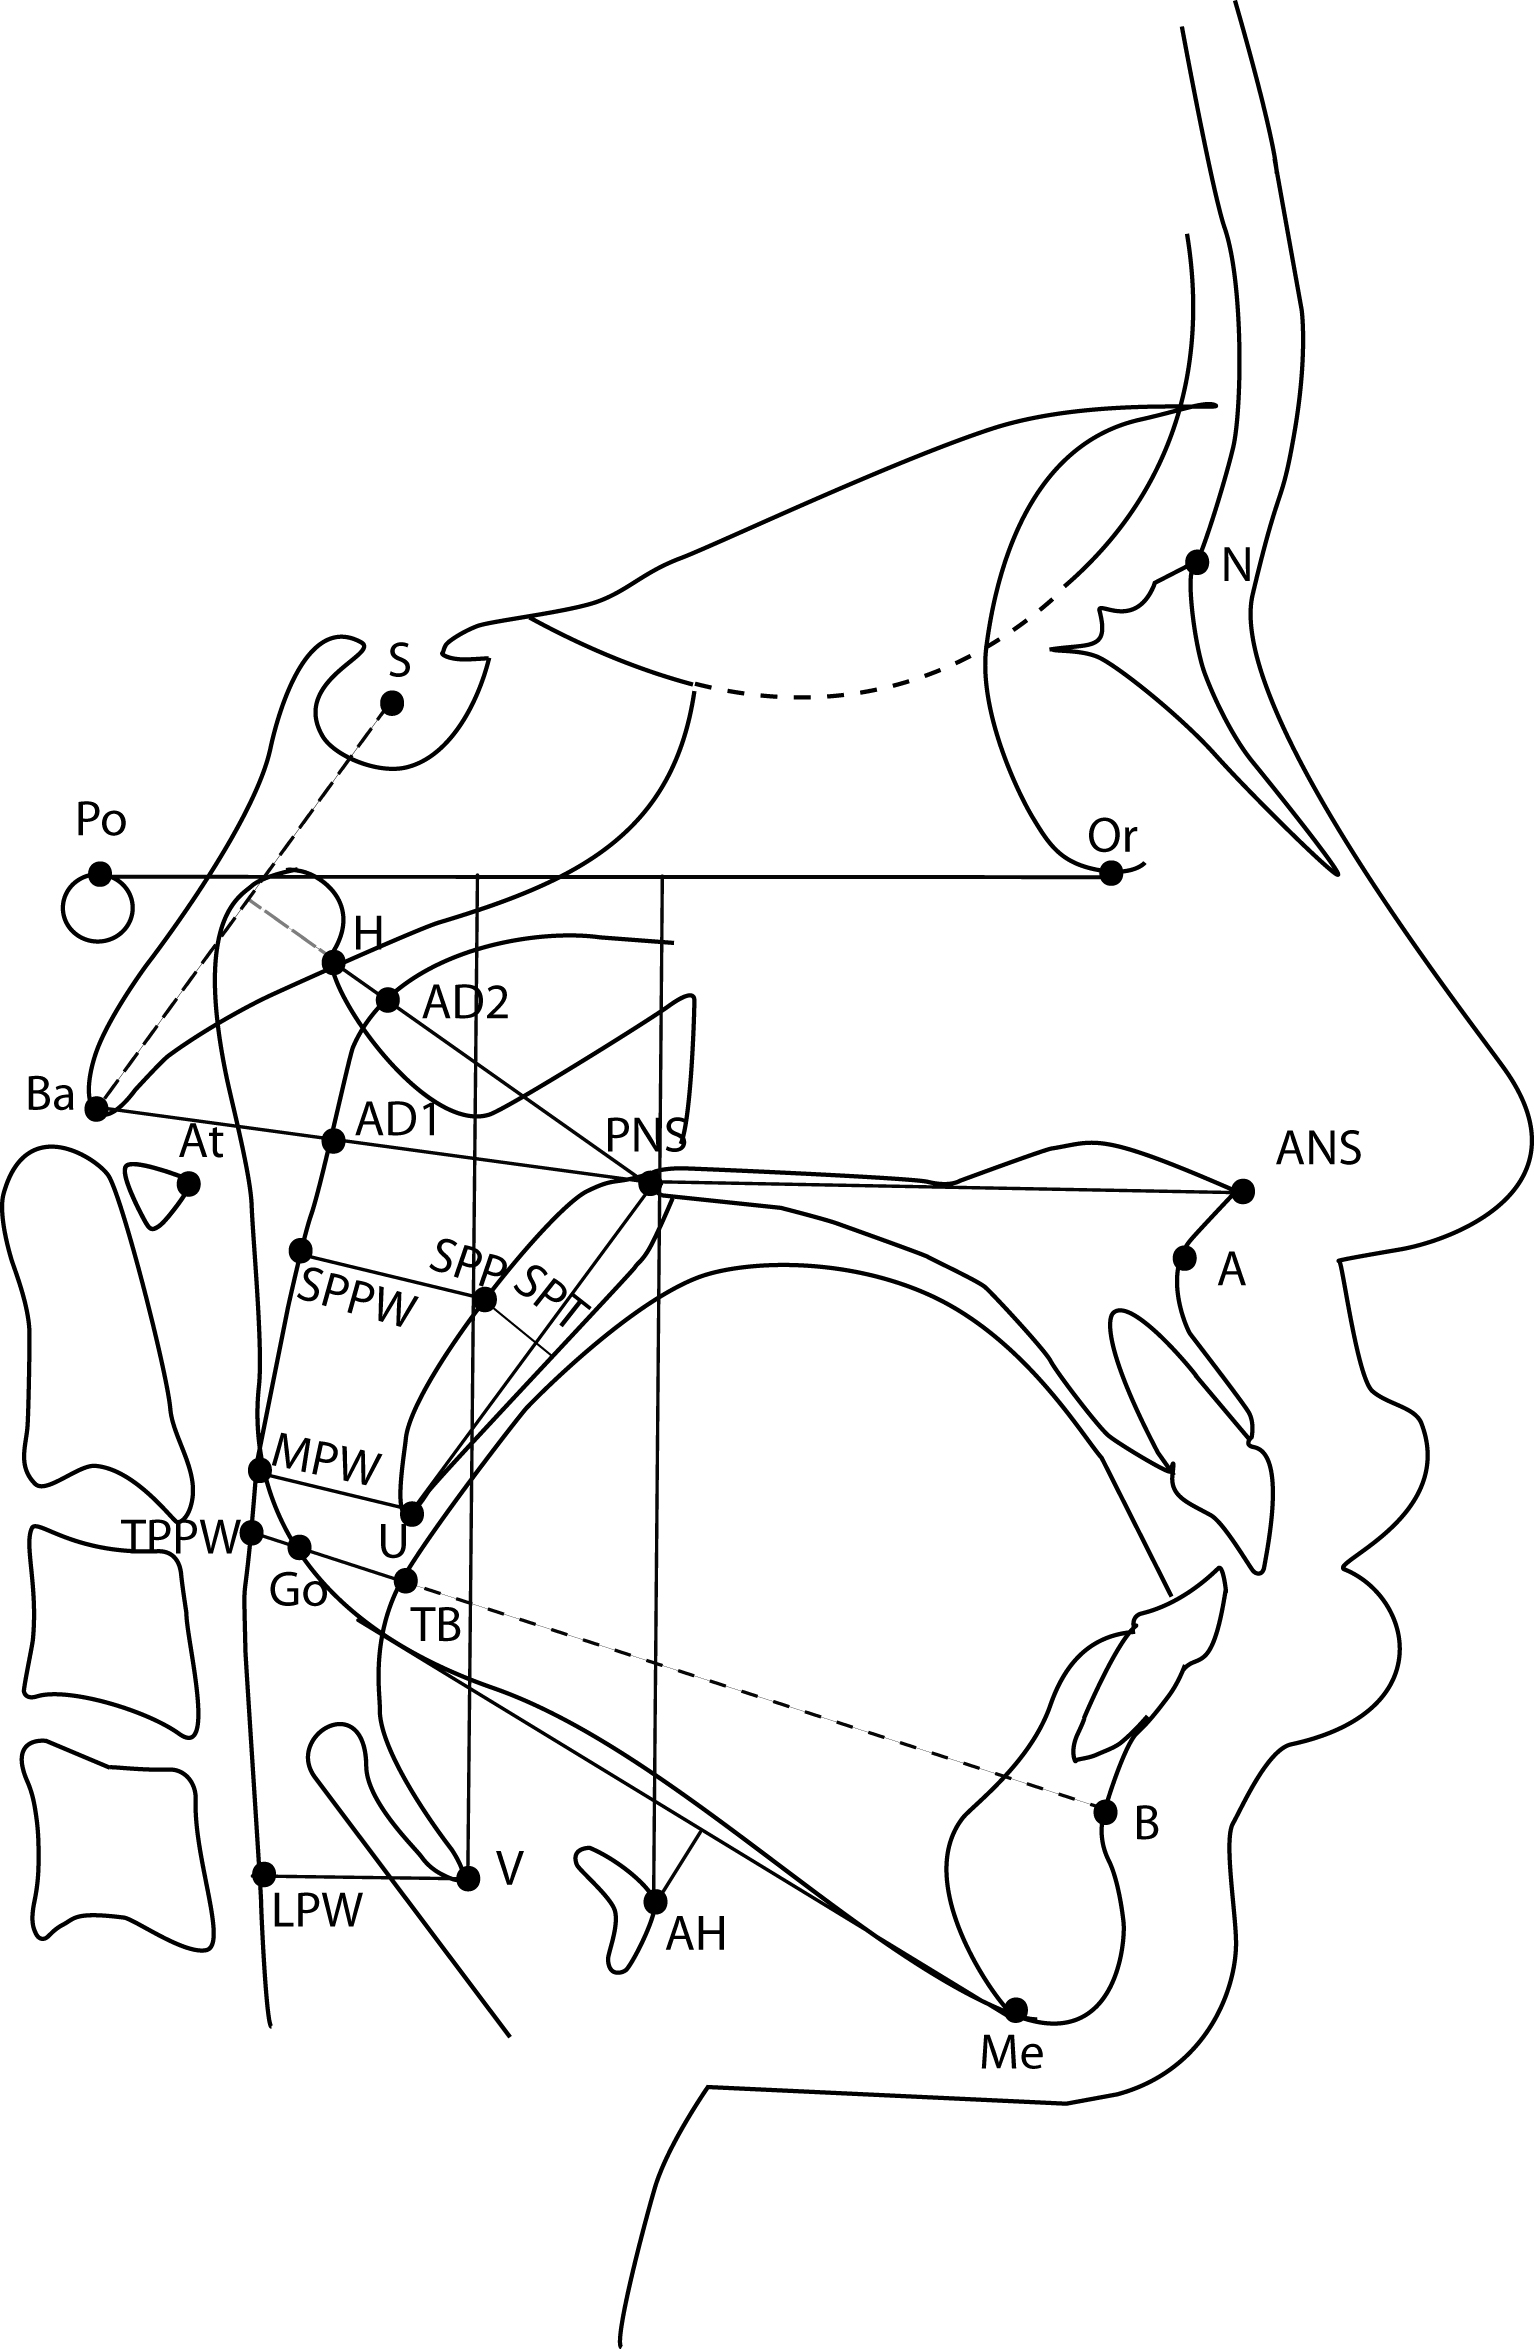 N
S
Po
Or
H
AD2
Ba
AD1
At
PNS
ANS
SPP
SPT
A
SPPW
MPW
TPPW
U
Go
TB
B
V
LPW
AH
Me